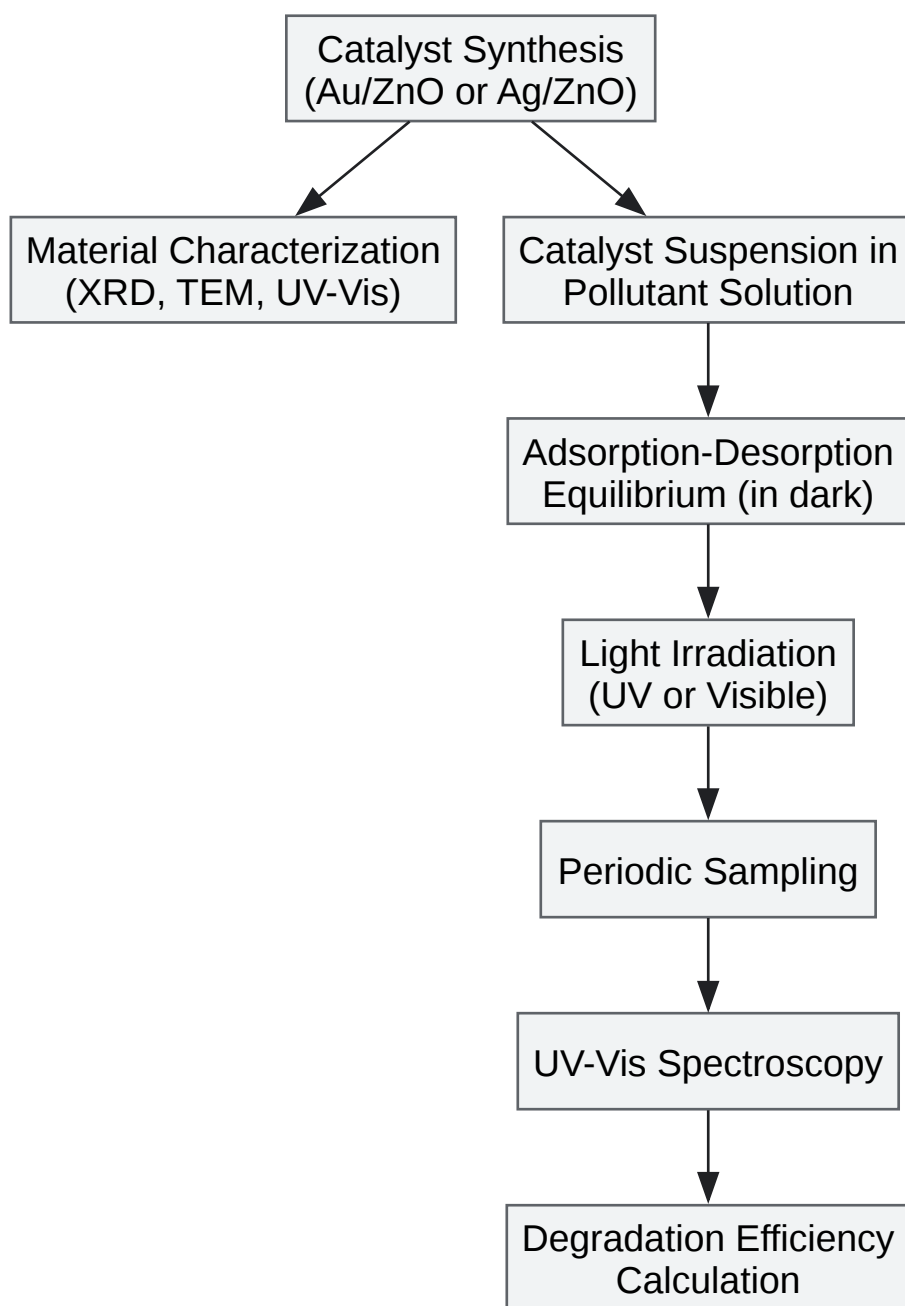 Catalyst Synthesis
(Au/ZnO or Ag/ZnO)
Material Characterization
(XRD, TEM, UV-Vis)
Catalyst Suspension in
Pollutant Solution
Adsorption-Desorption
Equilibrium (in dark)
Light Irradiation
(UV or Visible)
Periodic Sampling
UV-Vis Spectroscopy
Degradation Efficiency
Calculation